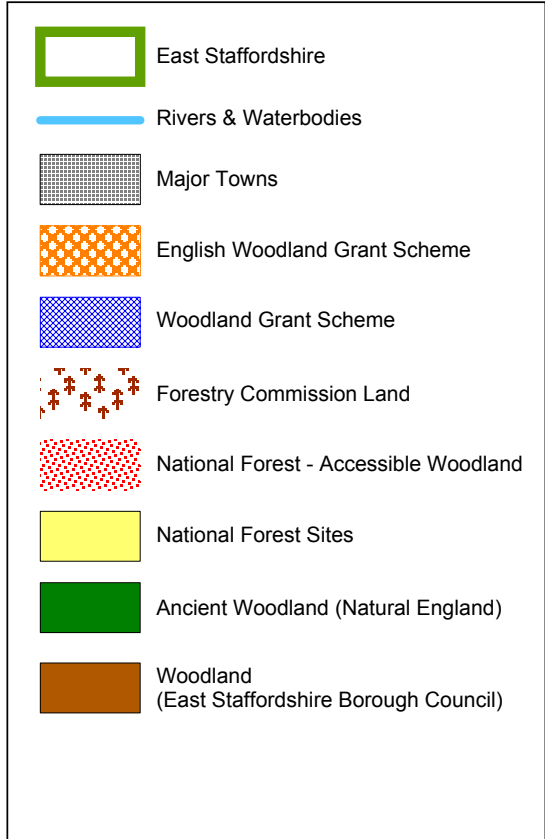 East Staffordshire
Rivers & Waterbodies
Major Towns
English Woodland Grant Scheme
Woodland Grant Scheme
Forestry Commission Land
National Forest - Accessible Woodland
National Forest Sites
Ancient Woodland (Natural England)
Woodland
(East Staffordshire Borough Council)